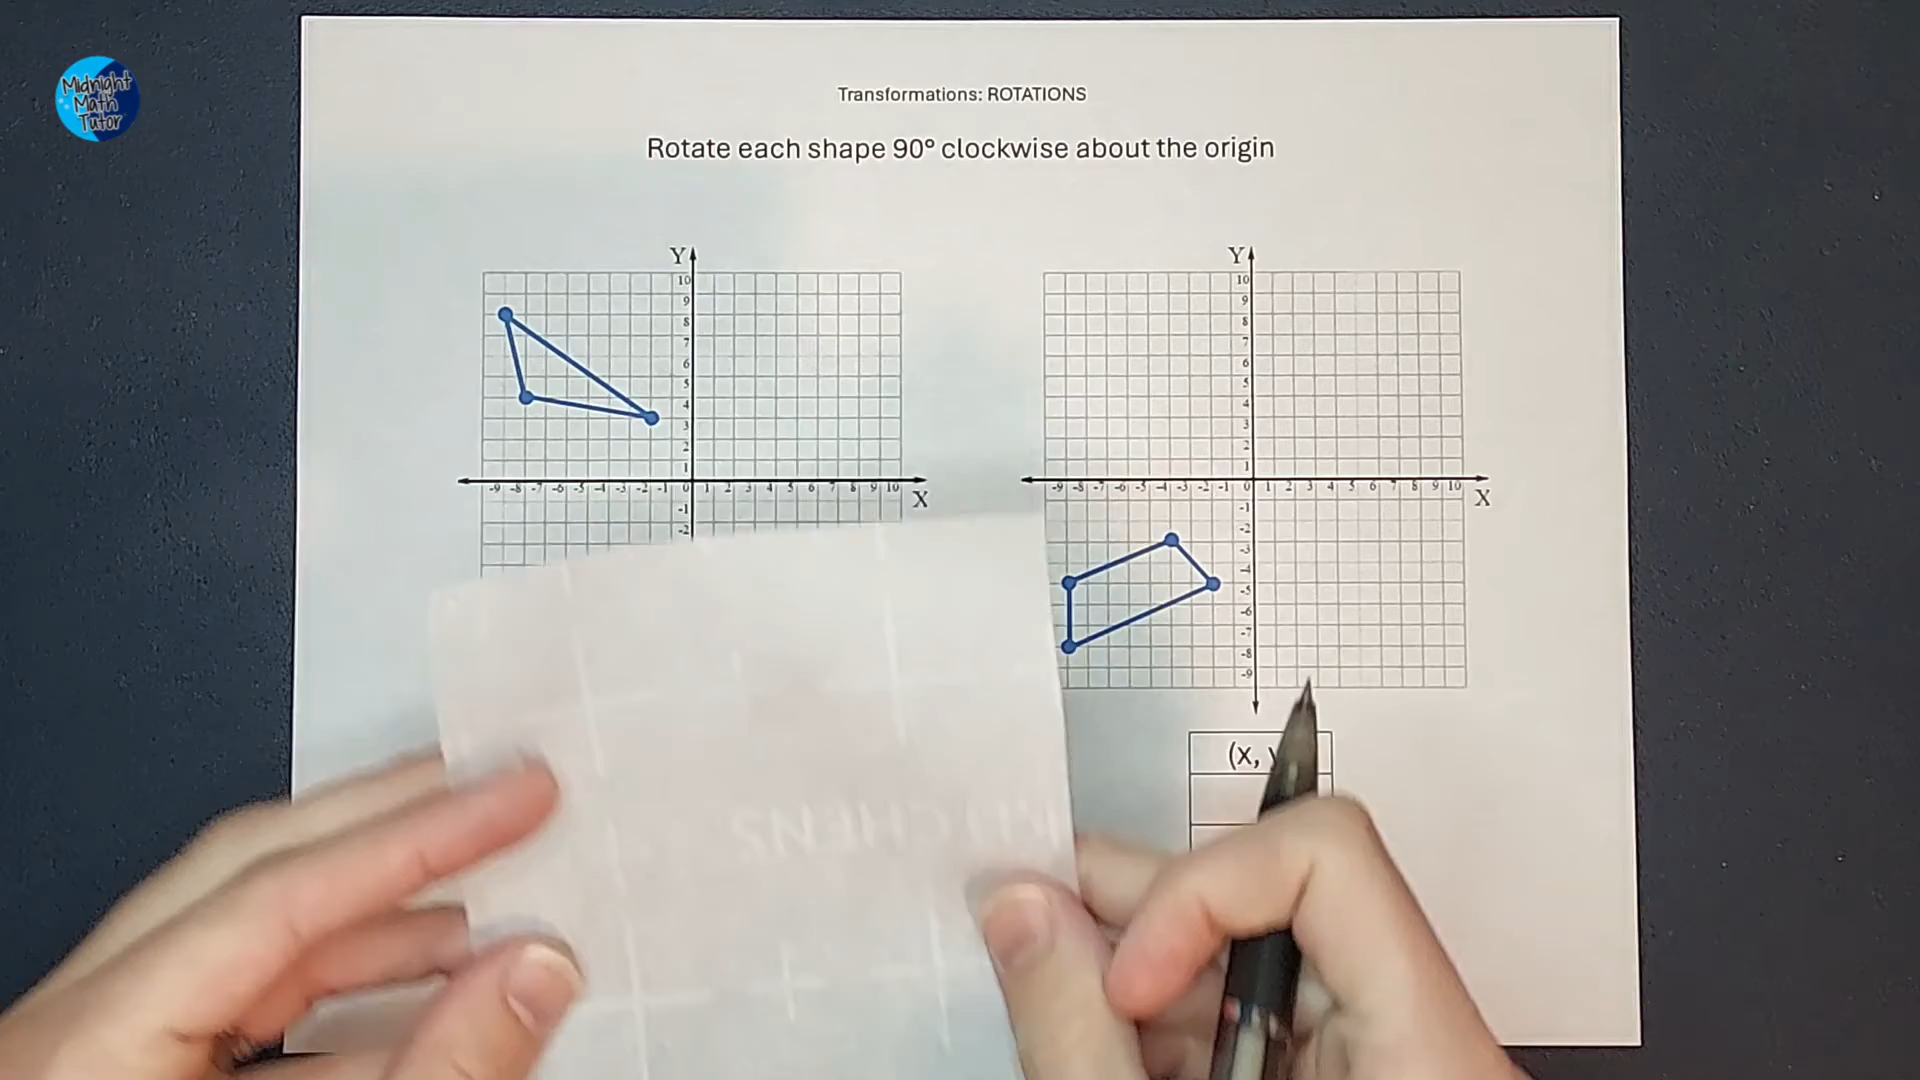 Midnight
Math
Tutor
Transformations: ROTATIONS
Rotate each shape 90° clockwise about the origin
Y
10
9
8
7
6
5
4
3
2
1
-9 -8 -7 -6 -5 -4 -3 -2 -1 0 1 2 3 4 5 6 7 8 9 10
X
-1
-2
Y
10
9
8
7
6
5
4
3
2
1
-9 -8 -7 -6 -5 -4 -3 -2 -1 0 1 2 3 4 5 6 7 8 9 10
X
-1
-2
-3
-4
-5
-6
-7
-8
-9
(x,